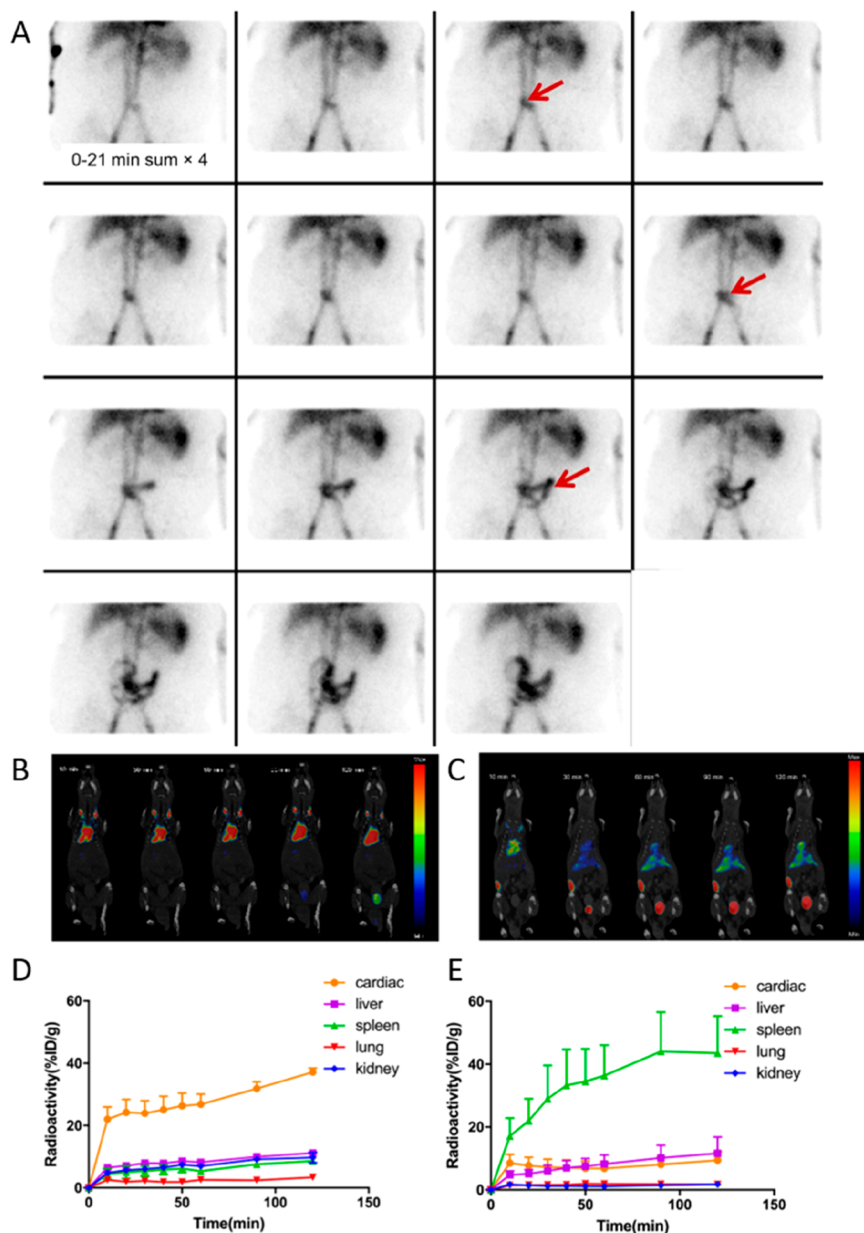 A
0-21 min sum × 4
B
C
Max
10 min
30 min
60 min
90 min
120 min
Max
Min
D
60
40
20
0
0
50
100
150
Radioactivity(%ID/g)
Time(min)
cardiac
liver
spleen
lung
kidney
E
60
40
20
0
0
50
100
150
Radioactivity(%ID/g)
Time(min)
cardiac
liver
spleen
lung
kidney